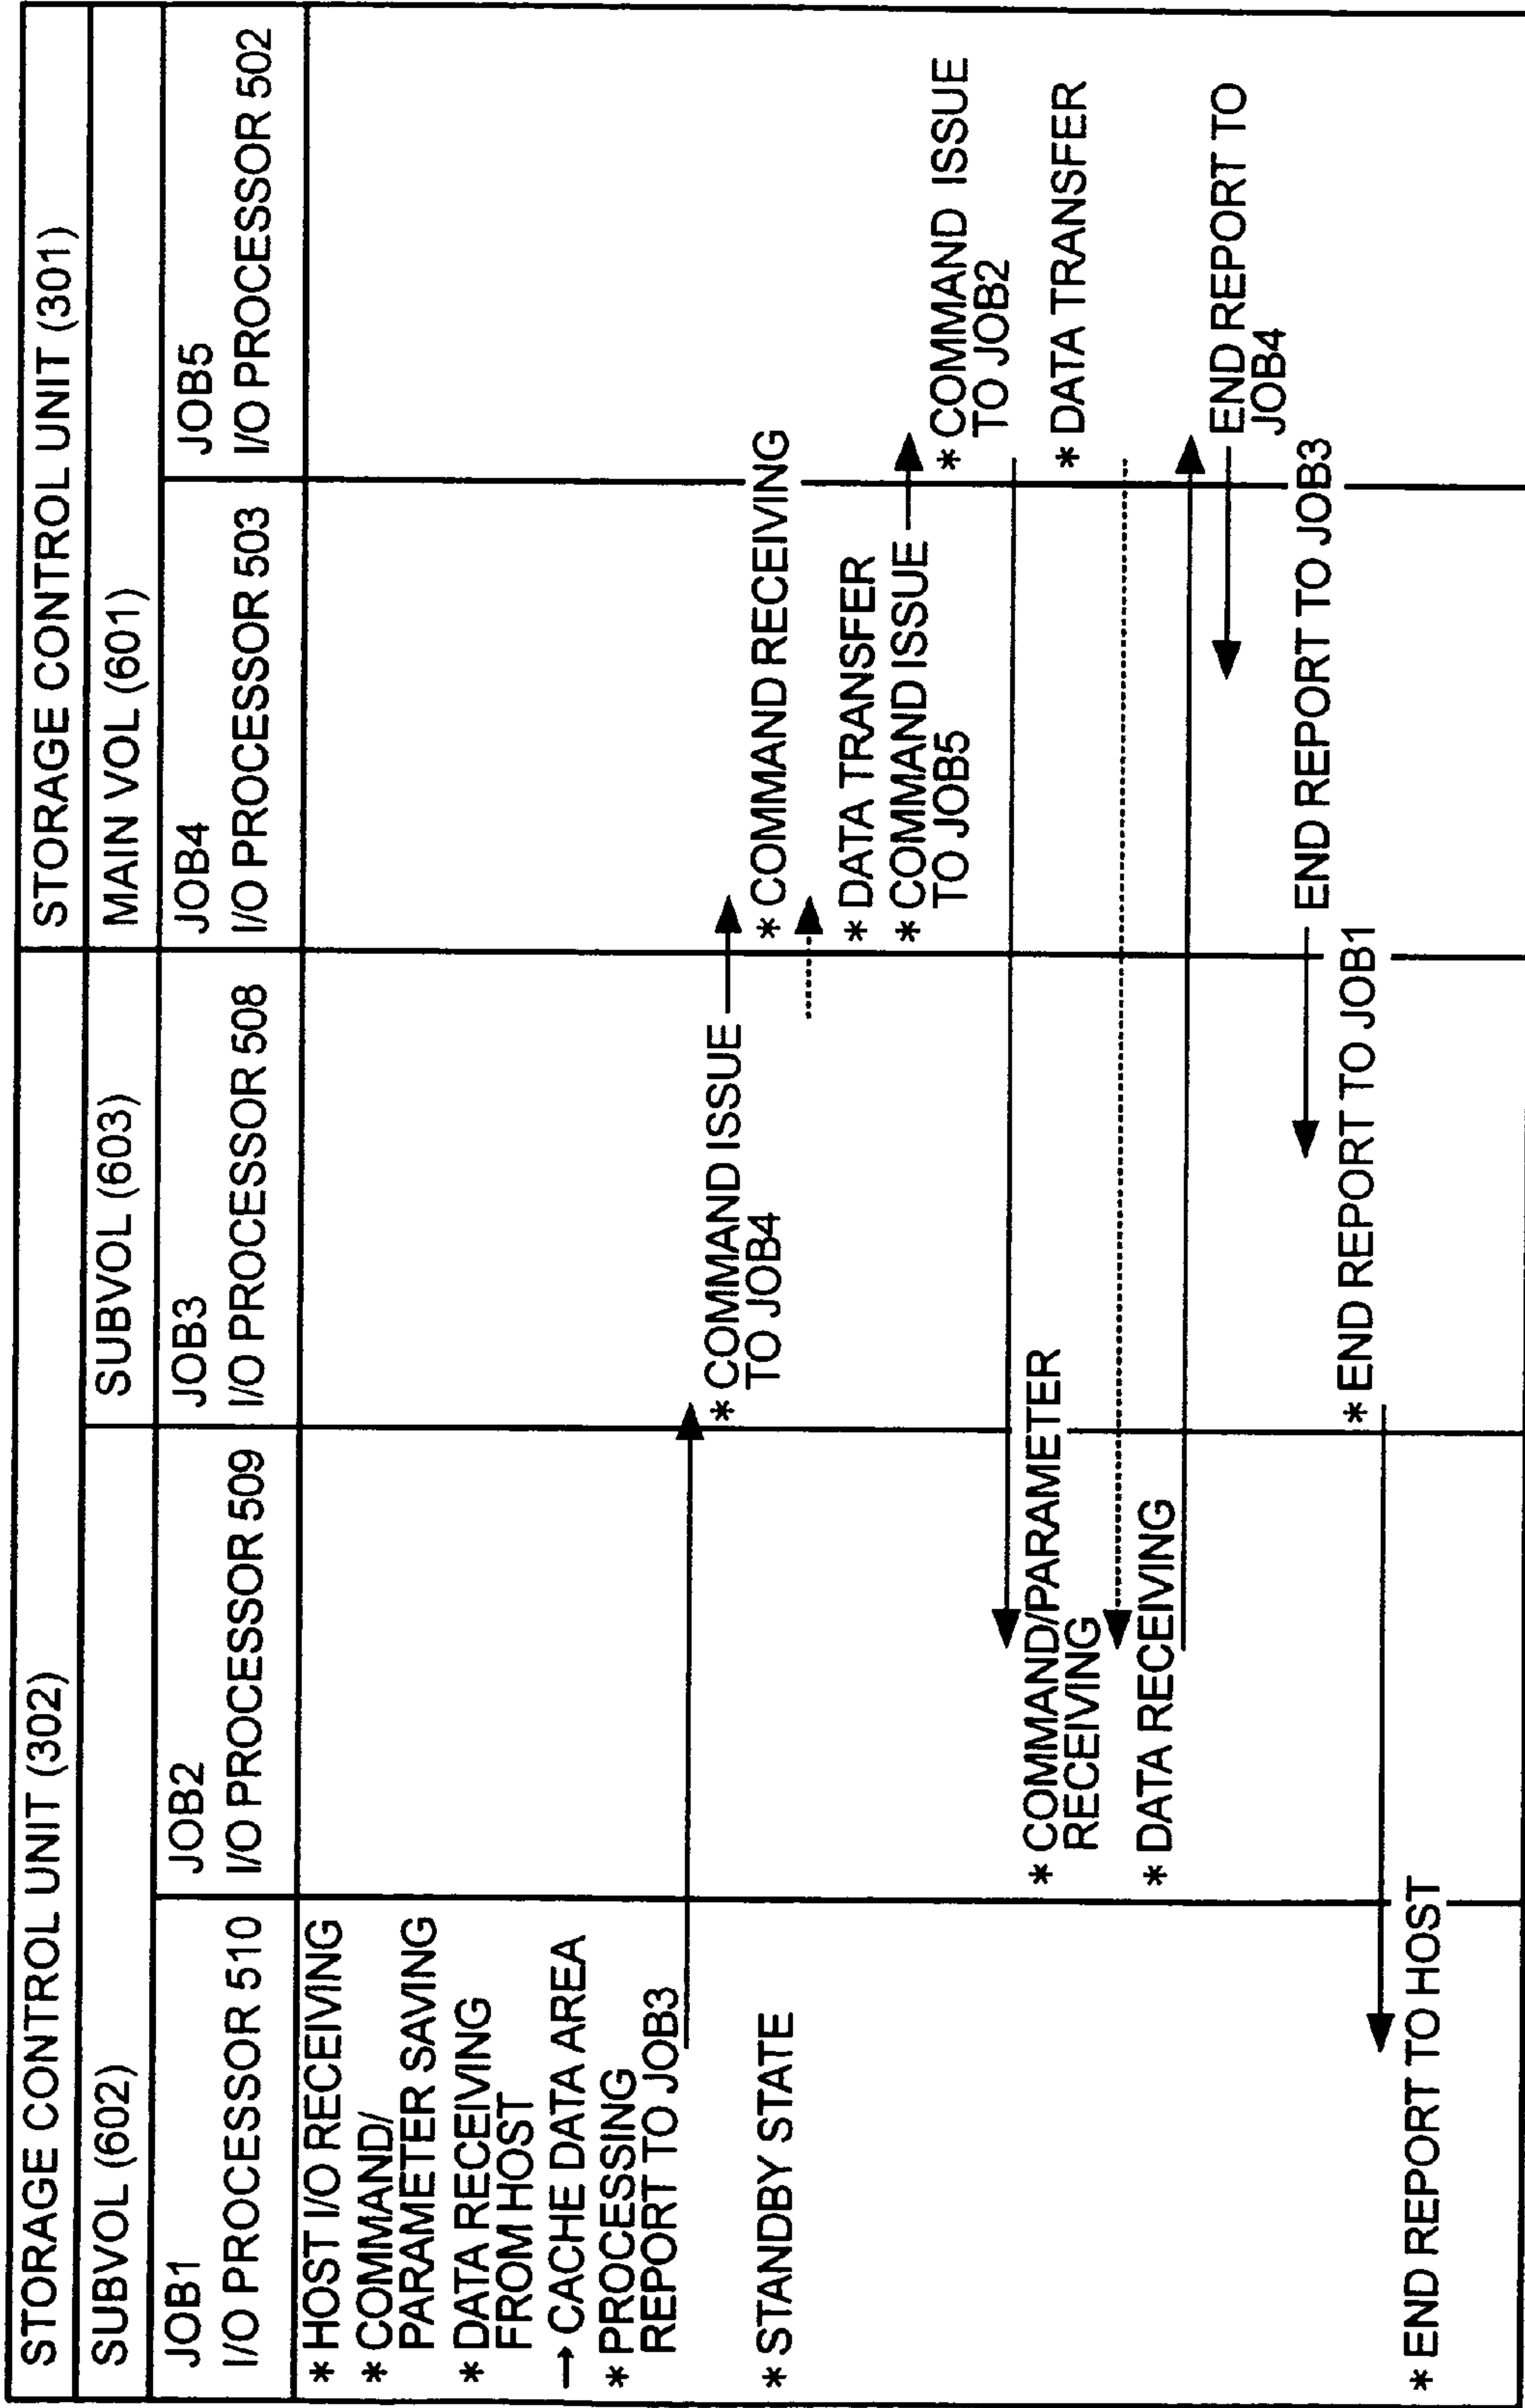 STORAGE CONTROL UNIT (302)
STORAGE CONTROL UNIT (301)
SUBVOL (602)
SUBVOL (603)
MAIN VOL (601)
JOB1
I/O PROCESSOR 510
JOB2
I/O PROCESSOR 509
JOB3
I/O PROCESSOR 508
JOB4
I/O PROCESSOR 503
JOB5
I/O PROCESSOR 502
* HOST I/O RECEIVING
* COMMAND/
PARAMETER SAVING
* DATA RECEIVING
FROM HOST
→ CACHE DATA AREA
* PROCESSING
REPORT TO JOB3
* STANDBY STATE
* COMMAND ISSUE
TO JOB4
* COMMAND RECEIVING
* DATA TRANSFER
* COMMAND ISSUE
TO JOB5
* COMMAND ISSUE
TO JOB2
* COMMAND/PARAMETER
RECEIVING
* DATA TRANSFER
* DATA RECEIVING
END REPORT TO
JOB4
END REPORT TO JOB3
* END REPORT TO JOB1
* END REPORT TO HOST